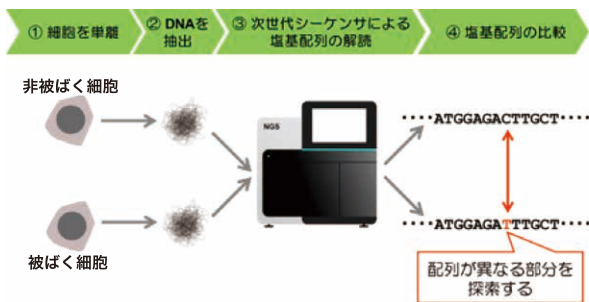 ① 細胞を単離
② DNAを
抽出
③ 次世代シーケンサによる
塩基配列の解読
④ 塩基配列の比較
非被ばく細胞
NGS
････ATGGAGACTTGCT････
被ばく細胞
････ATGGAGATTTGCT････
配列が異なる部分を
探索する